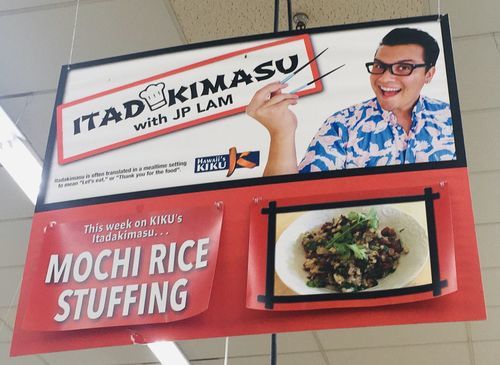 ITADAKIMASU
with JP LAM
itadakimasu is often translated in a mealtime setting
to mean "Let's eat," or "Thank you for the food".
HAWAII'S
KIKU
This week on KIKU's
Itadakimasu...
MOCHI RICE
STUFFING